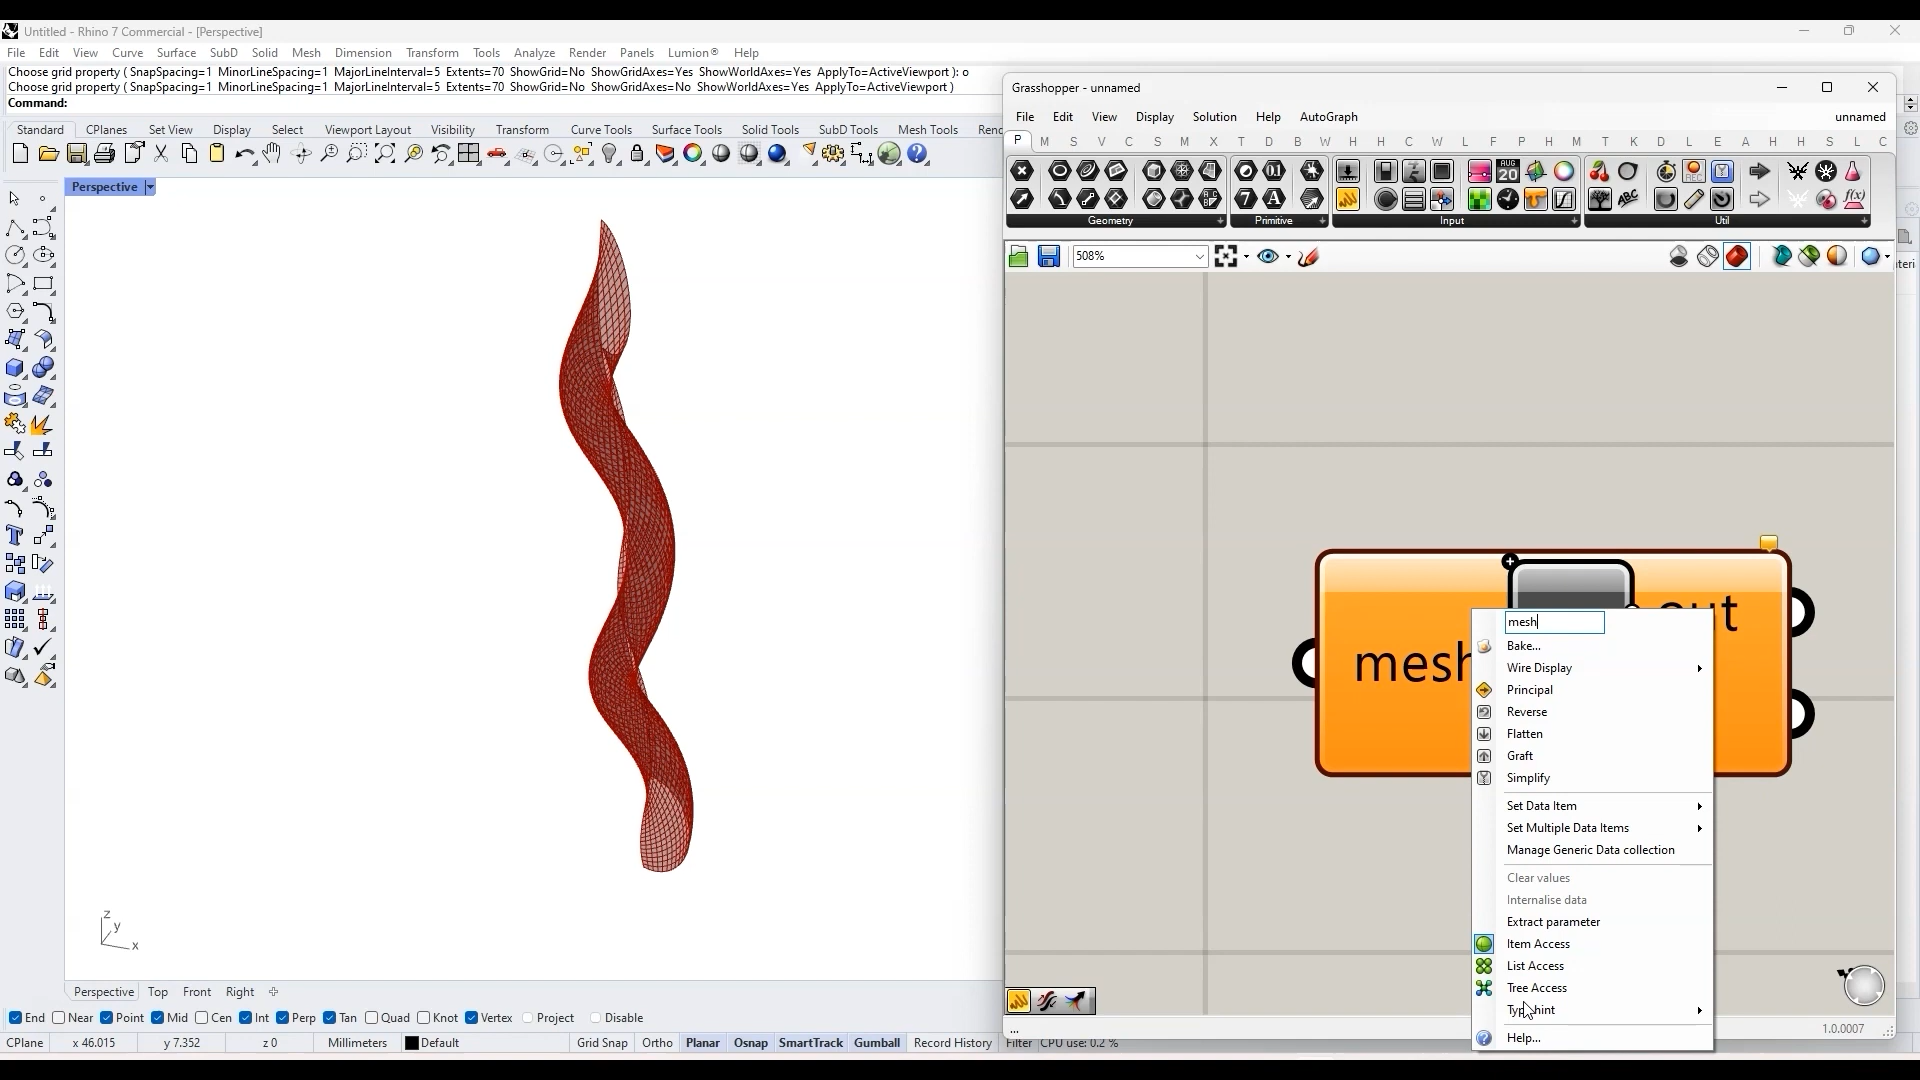 Untitled - Rhino 7 Commercial - [Perspective]
File Edit View Curve Surface SubD Solid Mesh Dimension Transform Tools Analyze Render Panels Lumion® Help
Choose grid property ( SnapSpacing=1 MinorLineSpacing=1 MajorLineInterval=5 Extents=70 ShowGrid=No ShowGridAxes=Yes ShowWorldAxes=Yes ApplyTo=ActiveViewport ): o
Choose grid property ( SnapSpacing=1 MinorLineSpacing=1 MajorLineInterval=5 Extents=70 ShowGrid=No ShowGridAxes=No ShowWorldAxes=Yes ApplyTo=ActiveViewport )
Command:
Standard CPlanes Set View Display Select Viewport Layout Visibility Transform Curve Tools Surface Tools Solid Tools SubD Tools Mesh Tools Rend
Perspective
z
y
x
Perspective Top Front Right
End Near Point Mid Cen Int Perp Tan Quad Knot Vertex Project Disable
CPlane x 46.015 y 7.352 z 0 Millimeters Default Grid Snap Ortho Planar Osnap SmartTrack Gumball Record History Filter CPU use: 0.2 %
Grasshopper - unnamed
File Edit View Display Solution Help AutoGraph unnamed
P M S V C S M X D T D B W H H C W L F P H M T K D L E A H H S L C
Geometry Primitive Input Util
508%
teri
mesh
out
mesh
Bake...
Wire Display
Principal
Reverse
Flatten
Graft
Simplify
Set Data Item
Set Multiple Data Items
Manage Generic Data collection
Clear values
Internalise data
Extract parameter
Item Access
List Access
Tree Access
Type hint
Help...
...
1.0.0007